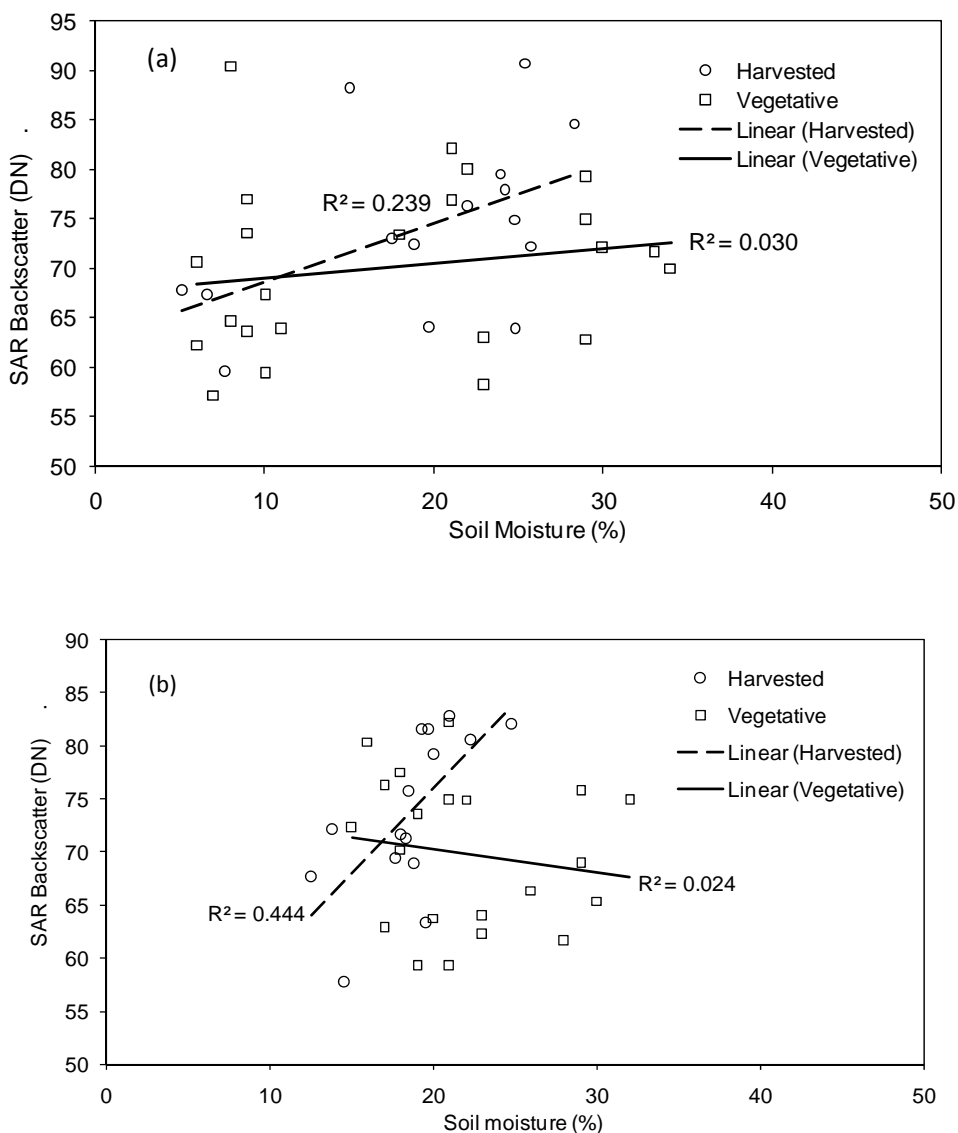 95
(a)
90
Harvested
Vegetative
85
Linear (Harvested)
Linear (Vegetative)
80
R² = 0.239
75
R² = 0.030
70
65
60
55
50
SAR Backscatter (DN) .
0 10 20 30 40 50
Soil Moisture (%)
90
(b)
Harvested
85
Vegetative
80
Linear (Harvested)
75
Linear (Vegetative)
70
R² = 0.024
65
R² = 0.444
60
55
50
SAR Backscatter (DN) .
0 10 20 30 40 50
Soil moisture (%)